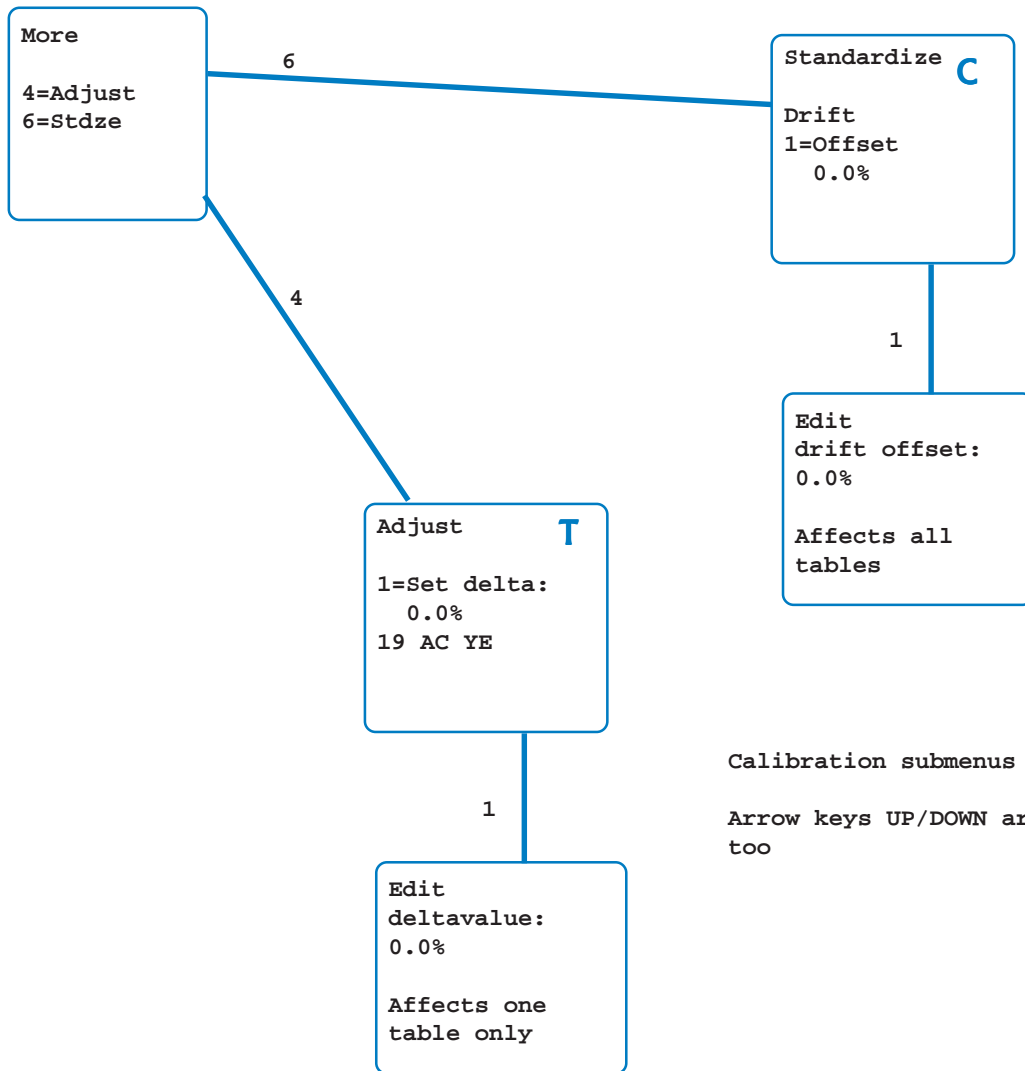 More
4=Adjust
6=Stdze
6
Standardize C
Drift
1=Offset
0.0%
4
1
Edit
drift offset:
0.0%
Affects all
tables
Adjust T
1=Set delta:
0.0%
19 AC YE
1
Calibration submenus
Arrow keys UP/DOWN
too
Edit
deltavalue:
0.0%
Affects one
table only